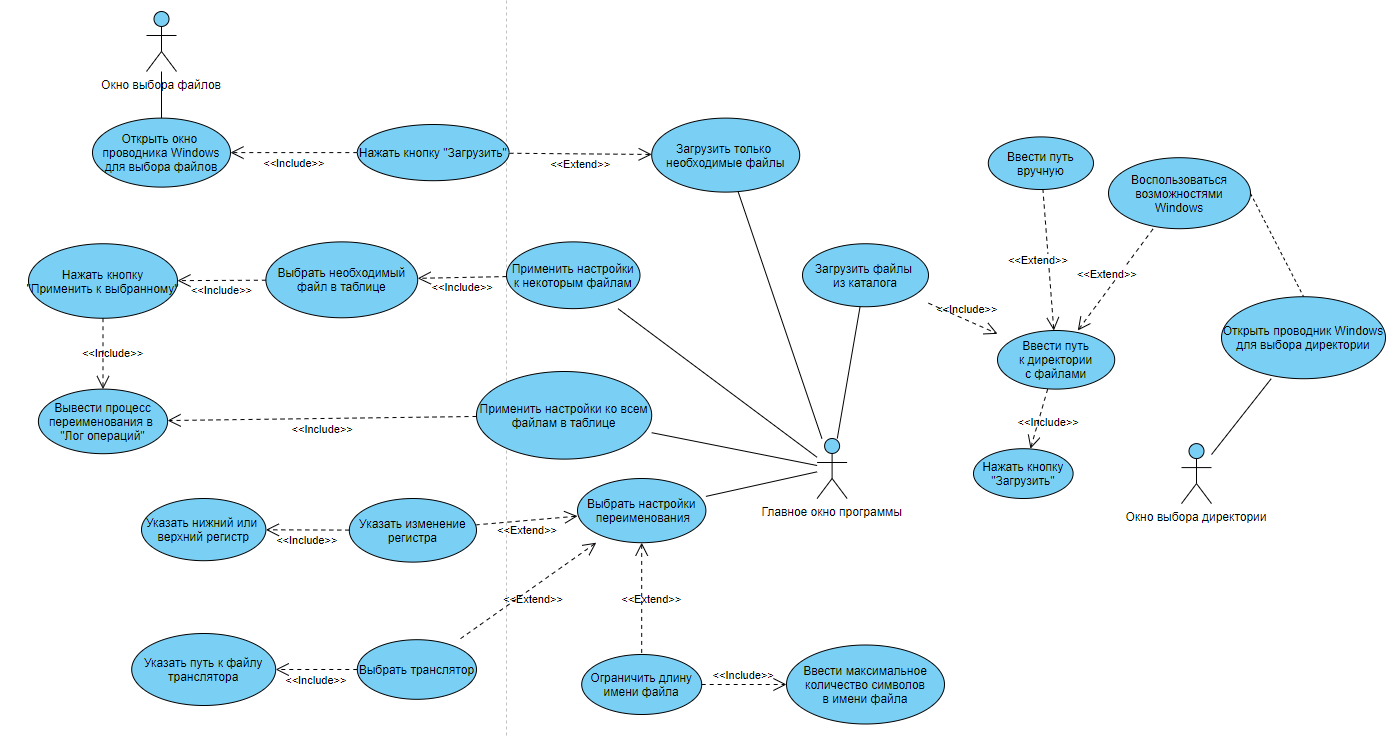 Окно выбора файлов
Открыть окно
проводника Windows
для выбора файлов
<<Include>>
Нажать кнопку "Загрузить"
<<Extend>>
Загрузить только
необходимые файлы
Ввести путь
вручную
Воспользоваться
возможностями
Windows
<<Extend>>
<<Extend>>
Нажать кнопку
"Применить к выбранному"
<<Include>>
Выбрать необходимый
файл в таблице
<<Include>>
Применить настройки
к некоторым файлам
Загрузить файлы
из каталога
<<Include>>
Ввести путь
к директории
с файлами
Открыть проводник Windows
для выбора директории
<<Include>>
Вывести процесс
переименования в
"Лог операций"
<<Include>>
Применить настройки ко всем
файлам в таблице
<<Include>>
Нажать кнопку
"Загрузить"
Главное окно программы
Окно выбора директории
Указать нижний или
верхний регистр
<<Include>>
Указать изменение
регистра
<<Extend>>
Выбрать настройки
переименования
<<Extend>>
<<Extend>>
Указать путь к файлу
транслятора
<<Include>>
Выбрать транслятор
Ограничить длину
имени файла
<<Include>>
Ввести максимальное
количество символов
в имени файла